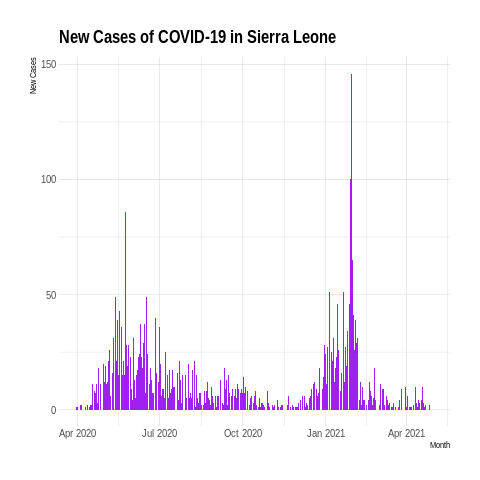 New Cases of COVID-19 in Sierra Leone
New Cases
150
100
50
0
Apr 2020 Jul 2020 Oct 2020 Jan 2021 Apr 2021
Month